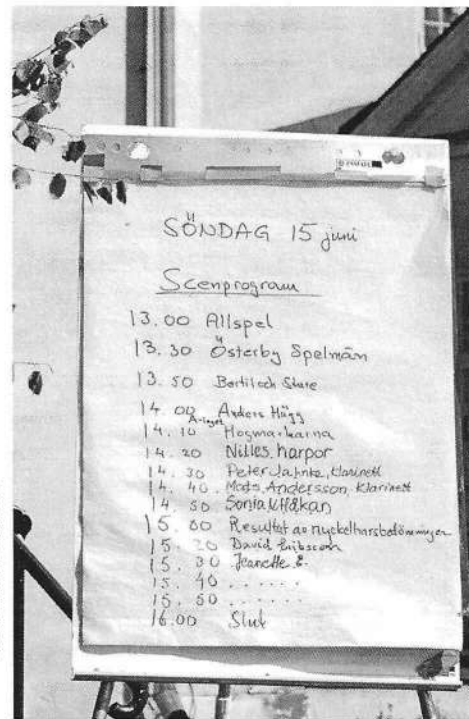 SÖNDAG 15 juni
Scenprogram
13.00 Allspel
13.30 Österby Spelmän
13.50 Bertil och Sture
14.00 Anders Hägg
14.10 A-laget Hogmarkarna
14.20 Nilles harpor
14.30 Peter Jahnke, Klarinett
14.40. Mats Andersson, Klarinett
14.50 Sonia & Håkan
15.00 Resultat av nyckelharsbedömningen
15.20 David
15.30 Jeanette E.
15.40 . . . . . .
15.50 . . . . . .
16.00 Slut